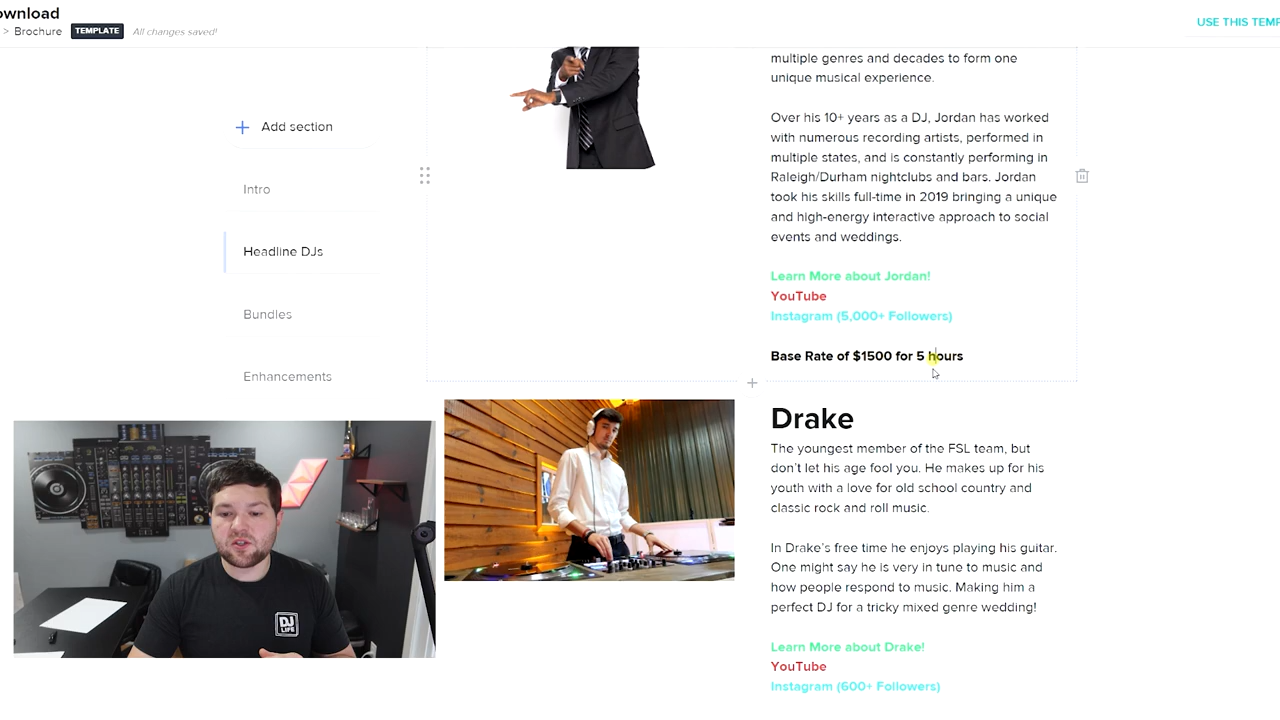 ownload
> Brochure TEMPLATE All changes saved!
USE THIS TEMP
Add section
Intro
Headline DJs
Bundles
Enhancements
multiple genres and decades to form one
unique musical experience.
Over his 10+ years as a DJ, Jordan has worked
with numerous recording artists, performed in
multiple states, and is constantly performing in
Raleigh/Durham nightclubs and bars. Jordan
took his skills full-time in 2019 bringing a unique
and high-energy interactive approach to social
events and weddings.
Learn More about Jordan!
YouTube
Instagram (5,000+ Followers)
Base Rate of $1500 for 5 hours
Drake
The youngest member of the FSL team, but
don't let his age fool you. He makes up for his
youth with a love for old school country and
classic rock and roll music.
In Drake's free time he enjoys playing his guitar.
One might say he is very in tune to music and
how people respond to music. Making him a
perfect DJ for a tricky mixed genre wedding!
Learn More about Drake!
YouTube
Instagram (600+ Followers)
DJ
LIFE